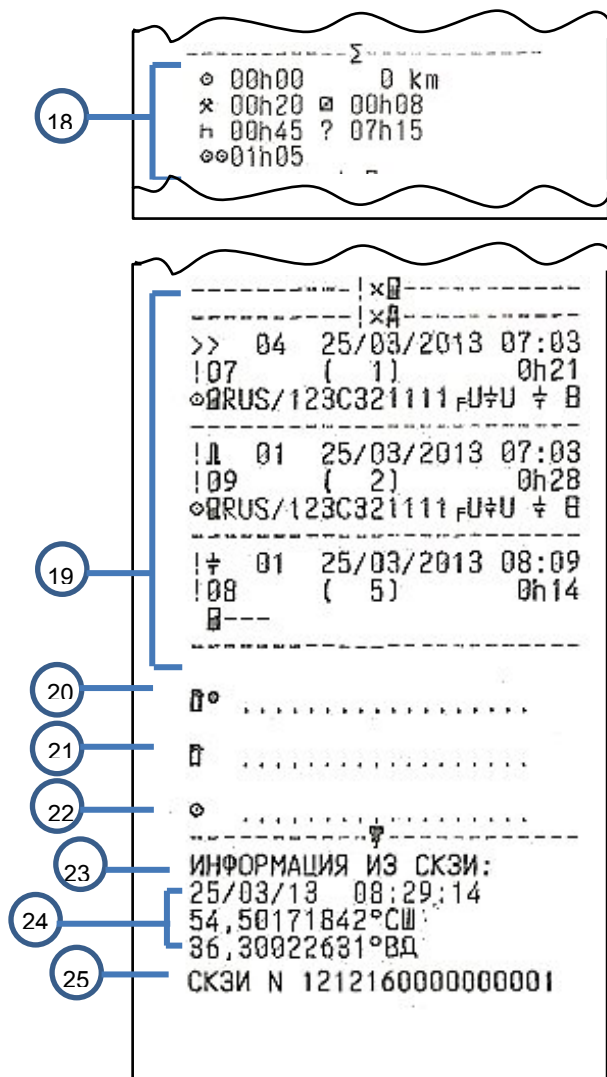 Σ
18
⊙ 00h00 0 km
⚒ 00h20 ⧄ 00h08
h 00h45 ? 07h15
⊙⊙01h05
19
!×
!×
>> 04 25/03/2013 07:03
!07 ( 1) 0h21
RUS/123C321111
! 01 25/03/2013 07:03
!09 ( 2) 0h28
RUS/123C321111
! 01 25/03/2013 08:09
!08 ( 5) 0h14
---
20
21
22
23
ИНФОРМАЦИЯ ИЗ СКЗИ:
24
25/03/13 08:29:14
54,50171842°СШ
36,30922631°ВД
25
СКЗИ N 1212160000000001